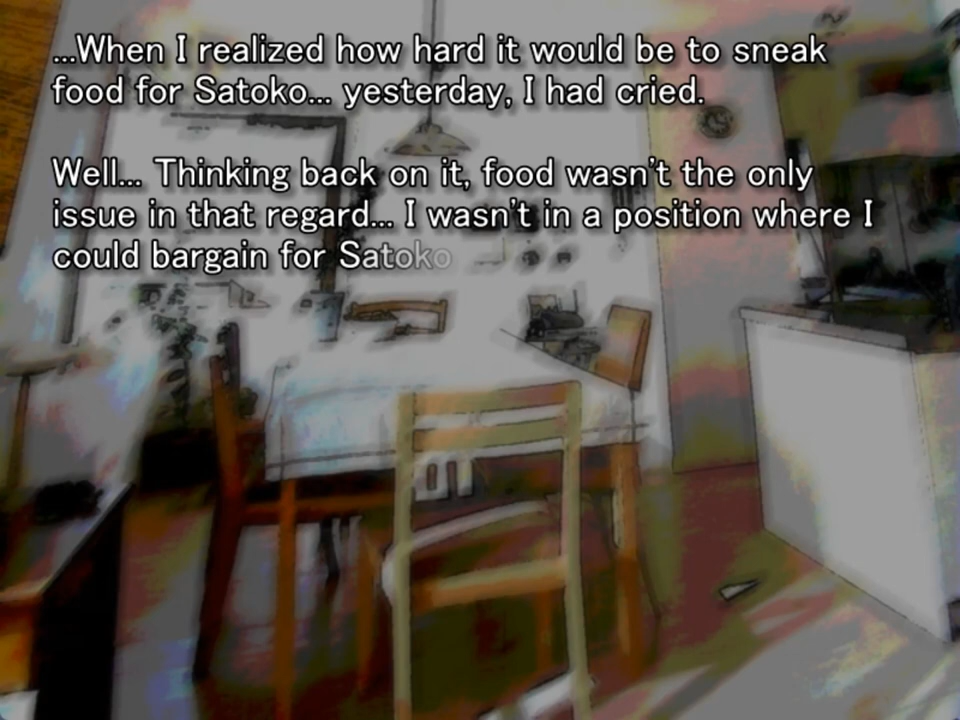 ...When I realized how hard it would be to sneak
food for Satoko... yesterday, I had cried.
Well... Thinking back on it, food wasn't the only
issue in that regard... I wasn't in a position where I
could bargain for Satoko